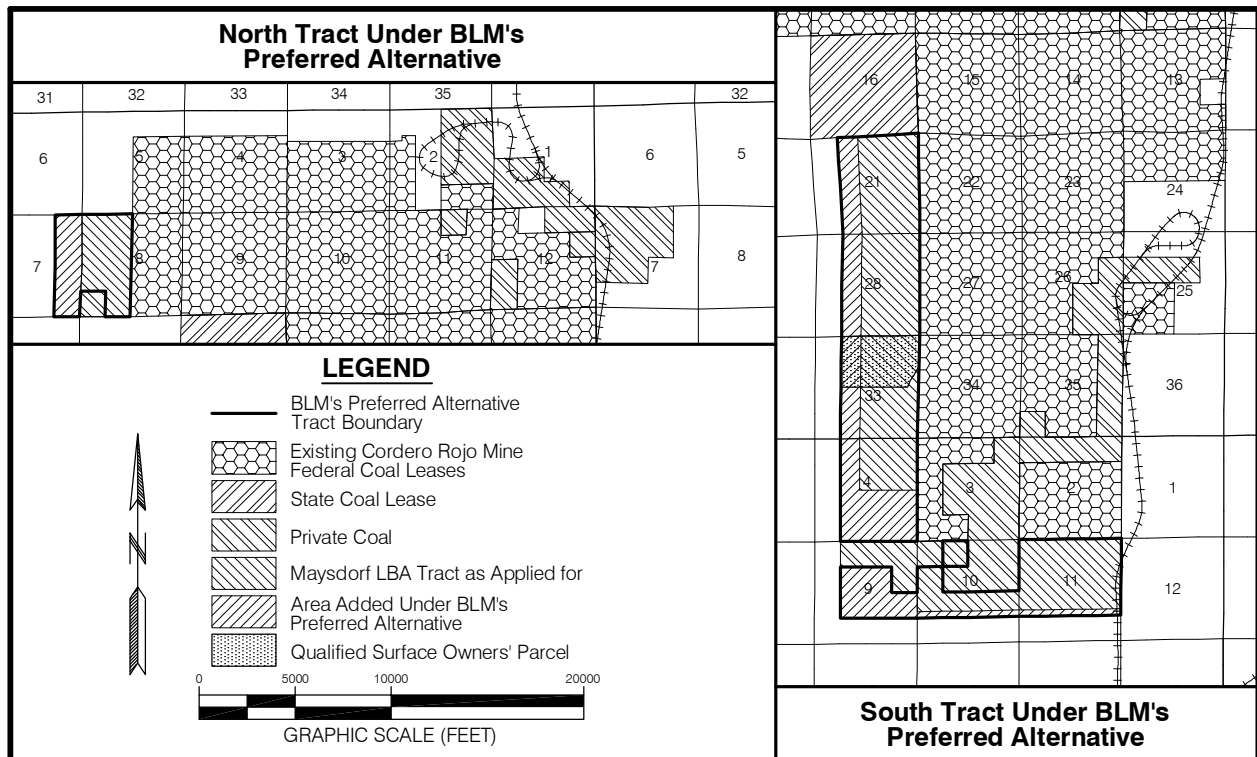 North Tract Under BLM's
Preferred Alternative
31 32 33 34 35 32
6 5 4 3 2 1 6 5
7 8 9 10 11 12 7 8
LEGEND
BLM's Preferred Alternative
Tract Boundary
Existing Cordero Rojo Mine
Federal Coal Leases
State Coal Lease
Private Coal
Maysdorf LBA Tract as Applied for
Area Added Under BLM's
Preferred Alternative
Qualified Surface Owners' Parcel
N
0 5000 10000 20000
GRAPHIC SCALE (FEET)
16 15 14 13
21 22 23 24
28 27 26 25
33 34 35 36
4 3 2 1
9 10 11 12
South Tract Under BLM's
Preferred Alternative